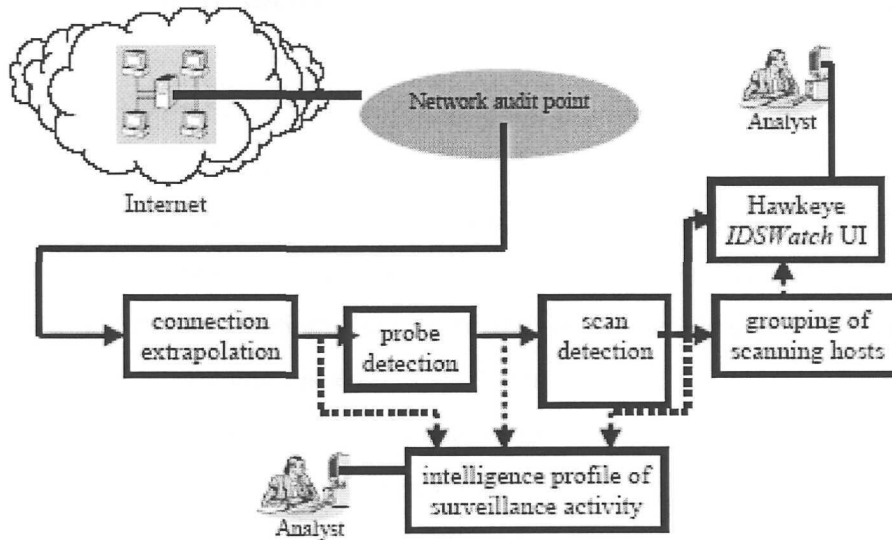 Network audit point
Analyst
Internet
Hawkeye
IDSWatch UI
connection
extrapolation
probe
detection
scan
detection
grouping of
scanning hosts
intelligence profile of
surveillance activity
Analyst